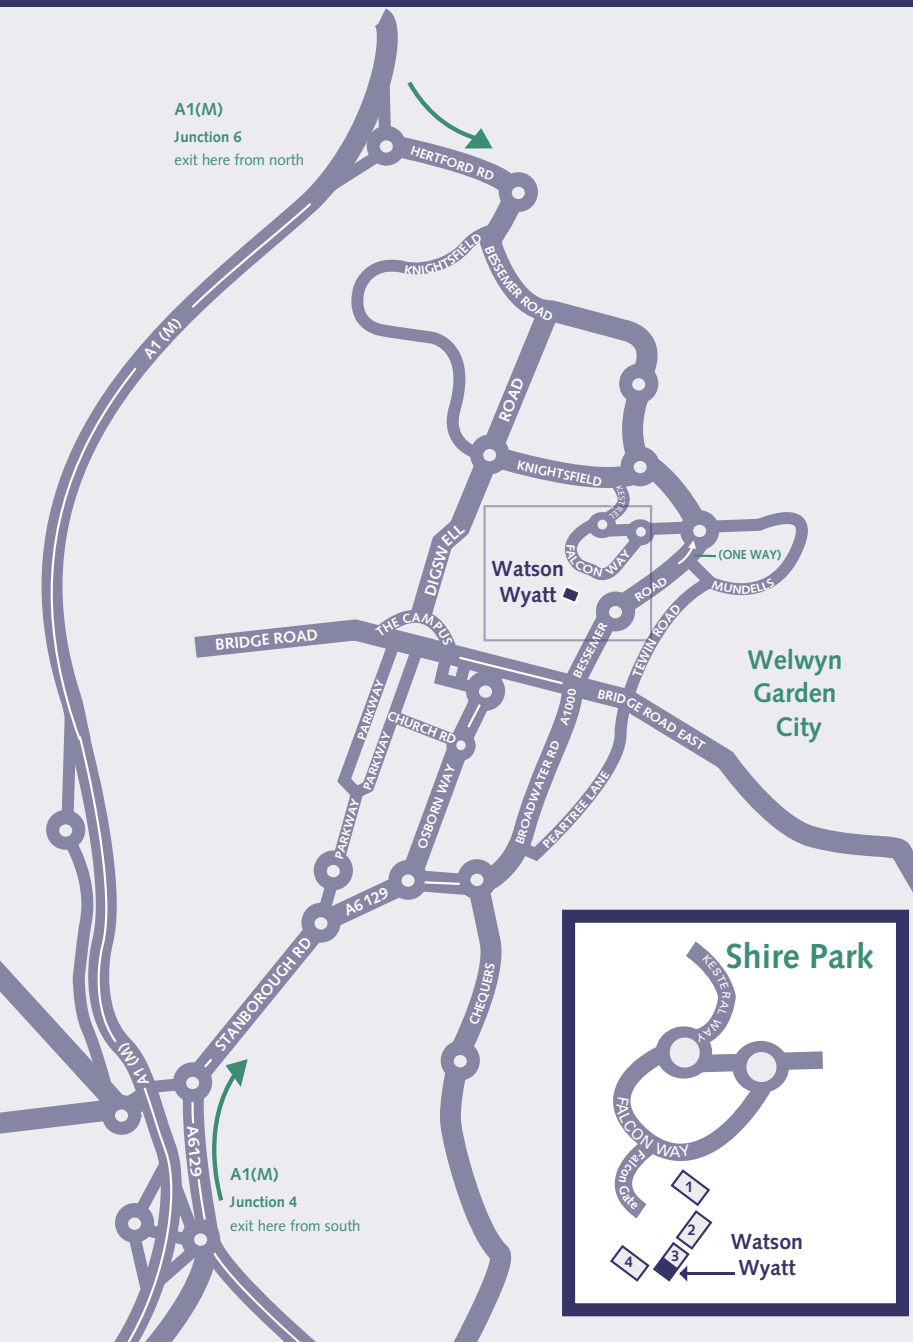 A1(M)
Junction 6
exit here from north
HERTFORD RD
KNIGHTSFIELD
BESSEMER ROAD
A1 (M)
ROAD
KNIGHTSFIELD
KESTREL
DIGSWELL
FALCON WAY
(ONE WAY)
Watson
Wyatt
ROAD
MUNDELLS
THE CAMPUS
BRIDGE ROAD
BESSEMER
TEWIN ROAD
Welwyn
Garden
City
PARKWAY
CHURCH RD
PARKWAY
A1000
BRIDGE ROAD EAST
OSBORN WAY
BROADWATER RD
PEARTREE LANE
PARKWAY
A6129
STANBOROUGH RD
CHEQUERS
A1 (M)
A6129
A1(M)
Junction 4
exit here from south
Shire Park
KESTERAL WAY
FALCON WAY
Falcon Gate
1
2
3
4
Watson
Wyatt